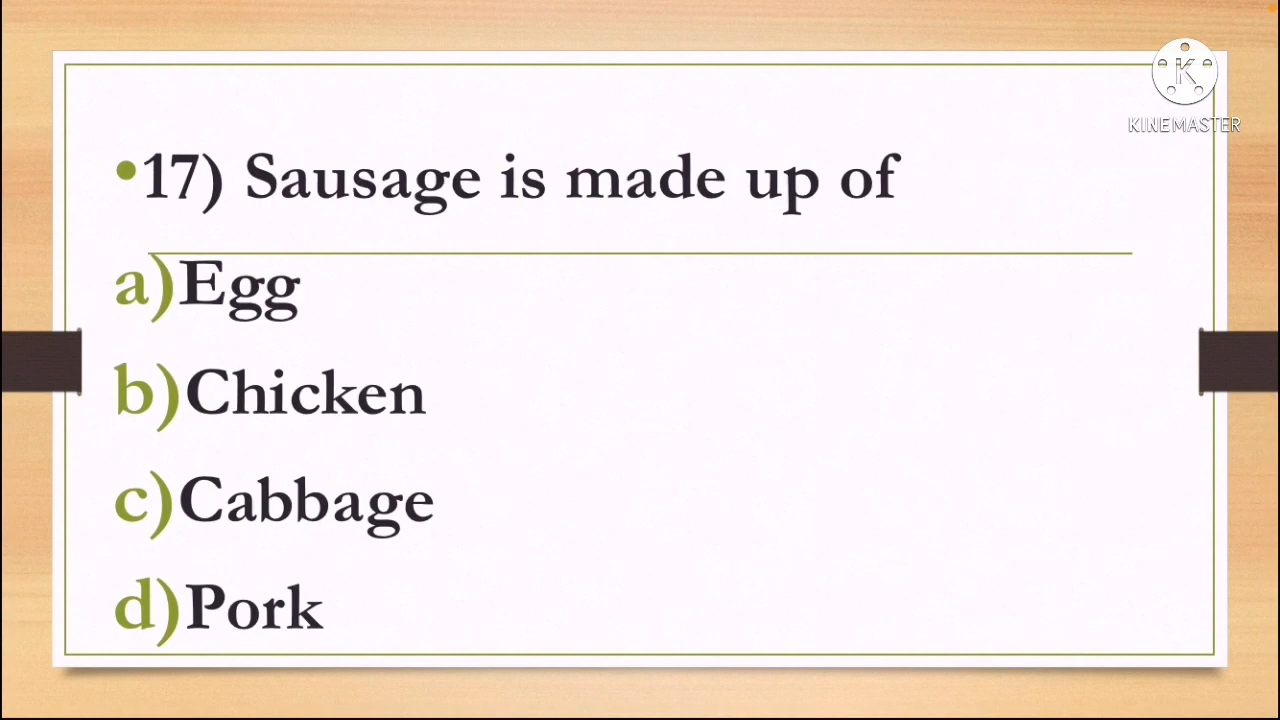 K
KINEMASTER
•17) Sausage is made up of
a)Egg
b)Chicken
c)Cabbage
d)Pork